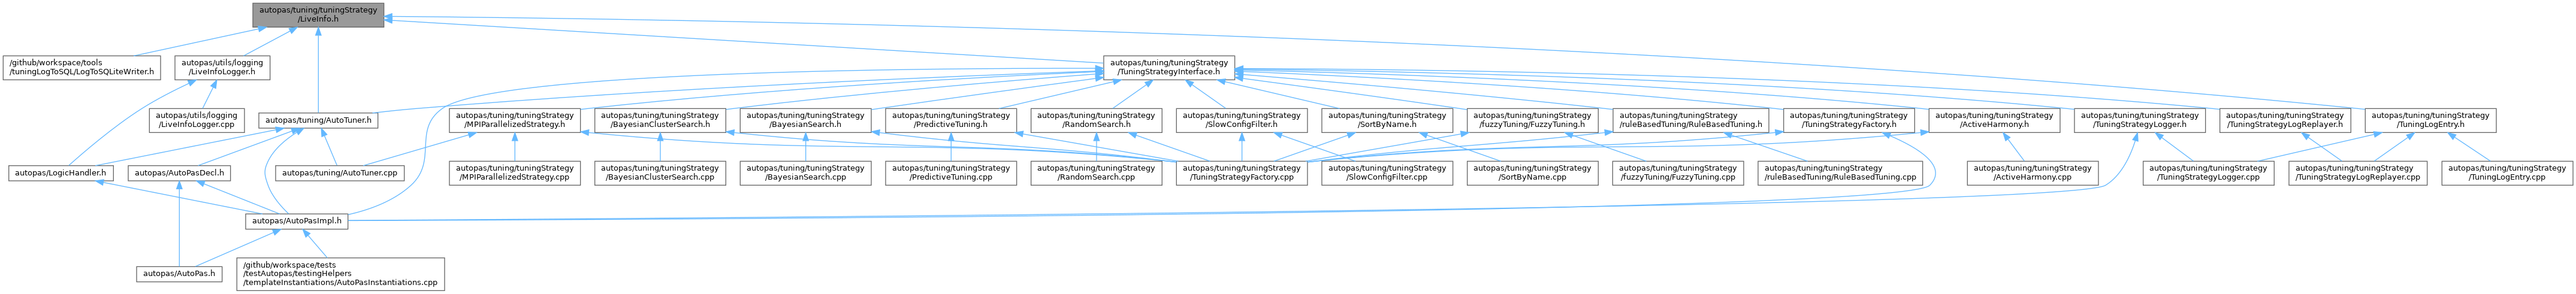 autopas/tuning/tuningStrategy
/LiveInfo.h
/github/workspace/tools
/tuningLogToSQL/LogToSQLiteWriter.h
autopas/utils/logging
/LiveInfoLogger.h
autopas/tuning/tuningStrategy
/TuningStrategyInterface.h
autopas/utils/logging
/LiveInfoLogger.cpp
autopas/tuning/AutoTuner.h
autopas/tuning/tuningStrategy
/MPIParallelizedStrategy.h
autopas/tuning/tuningStrategy
/BayesianClusterSearch.h
autopas/tuning/tuningStrategy
/BayesianSearch.h
autopas/tuning/tuningStrategy
/PredictiveTuning.h
autopas/tuning/tuningStrategy
/RandomSearch.h
autopas/tuning/tuningStrategy
/SlowConfigFilter.h
autopas/tuning/tuningStrategy
/SortByName.h
autopas/tuning/tuningStrategy
/fuzzyTuning/FuzzyTuning.h
autopas/tuning/tuningStrategy
/ruleBasedTuning/RuleBasedTuning.h
autopas/tuning/tuningStrategy
/TuningStrategyFactory.h
autopas/tuning/tuningStrategy
/ActiveHarmony.h
autopas/tuning/tuningStrategy
/TuningStrategyLogger.h
autopas/tuning/tuningStrategy
/TuningStrategyLogReplayer.h
autopas/tuning/tuningStrategy
/TuningLogEntry.h
autopas/LogicHandler.h
autopas/AutoPasDecl.h
autopas/tuning/AutoTuner.cpp
autopas/tuning/tuningStrategy
/MPIParallelizedStrategy.cpp
autopas/tuning/tuningStrategy
/BayesianClusterSearch.cpp
autopas/tuning/tuningStrategy
/BayesianSearch.cpp
autopas/tuning/tuningStrategy
/PredictiveTuning.cpp
autopas/tuning/tuningStrategy
/RandomSearch.cpp
autopas/tuning/tuningStrategy
/TuningStrategyFactory.cpp
autopas/tuning/tuningStrategy
/SlowConfigFilter.cpp
autopas/tuning/tuningStrategy
/SortByName.cpp
autopas/tuning/tuningStrategy
/fuzzyTuning/FuzzyTuning.cpp
autopas/tuning/tuningStrategy
/ruleBasedTuning/RuleBasedTuning.cpp
autopas/tuning/tuningStrategy
/ActiveHarmony.cpp
autopas/tuning/tuningStrategy
/TuningStrategyLogger.cpp
autopas/tuning/tuningStrategy
/TuningStrategyLogReplayer.cpp
autopas/tuning/tuningStrategy
/TuningLogEntry.cpp
autopas/AutoPasImpl.h
autopas/AutoPas.h
/github/workspace/tests
/testAutopas/testingHelpers
/templateInstantiations/AutoPasInstantiations.cpp